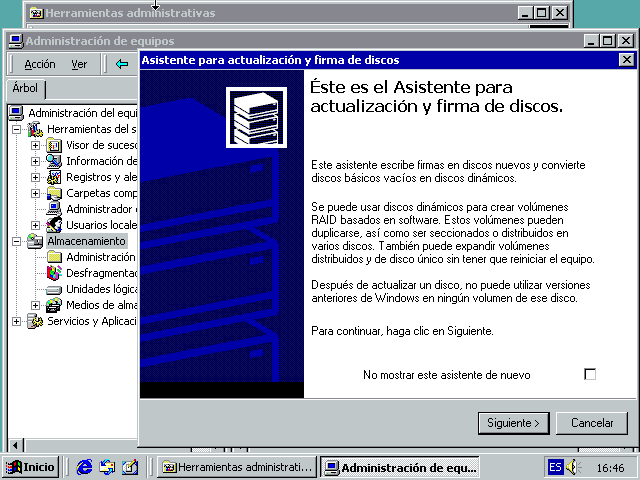 Herramientas administrativas
Administración de equipos
Acción Ver
Árbol
Administración del equi
Herramientas del s
Visor de suceso
Información de
Registros y ale
Carpetas comp
Administrador
Usuarios locale
Almacenamiento
Administración
Desfragmentad
Unidades lógica
Medios de alma
Servicios y Aplicaci
Asistente para actualización y firma de discos
Éste es el Asistente para
actualización y firma de discos.
Este asistente escribe firmas en discos nuevos y convierte
discos básicos vacíos en discos dinámicos.
Se puede usar discos dinámicos para crear volúmenes
RAID basados en software. Estos volúmenes pueden
duplicarse, así como ser seccionados o distribuidos en
varios discos. También puede expandir volúmenes
distribuidos y de disco único sin tener que reiniciar el equipo.
Después de actualizar un disco, no puede utilizar versiones
anteriores de Windows en ningún volumen de ese disco.
Para continuar, haga clic en Siguiente.
No mostrar este asistente de nuevo
Siguiente > Cancelar
Inicio Herramientas administrati... Administración de equ... ES 16:46